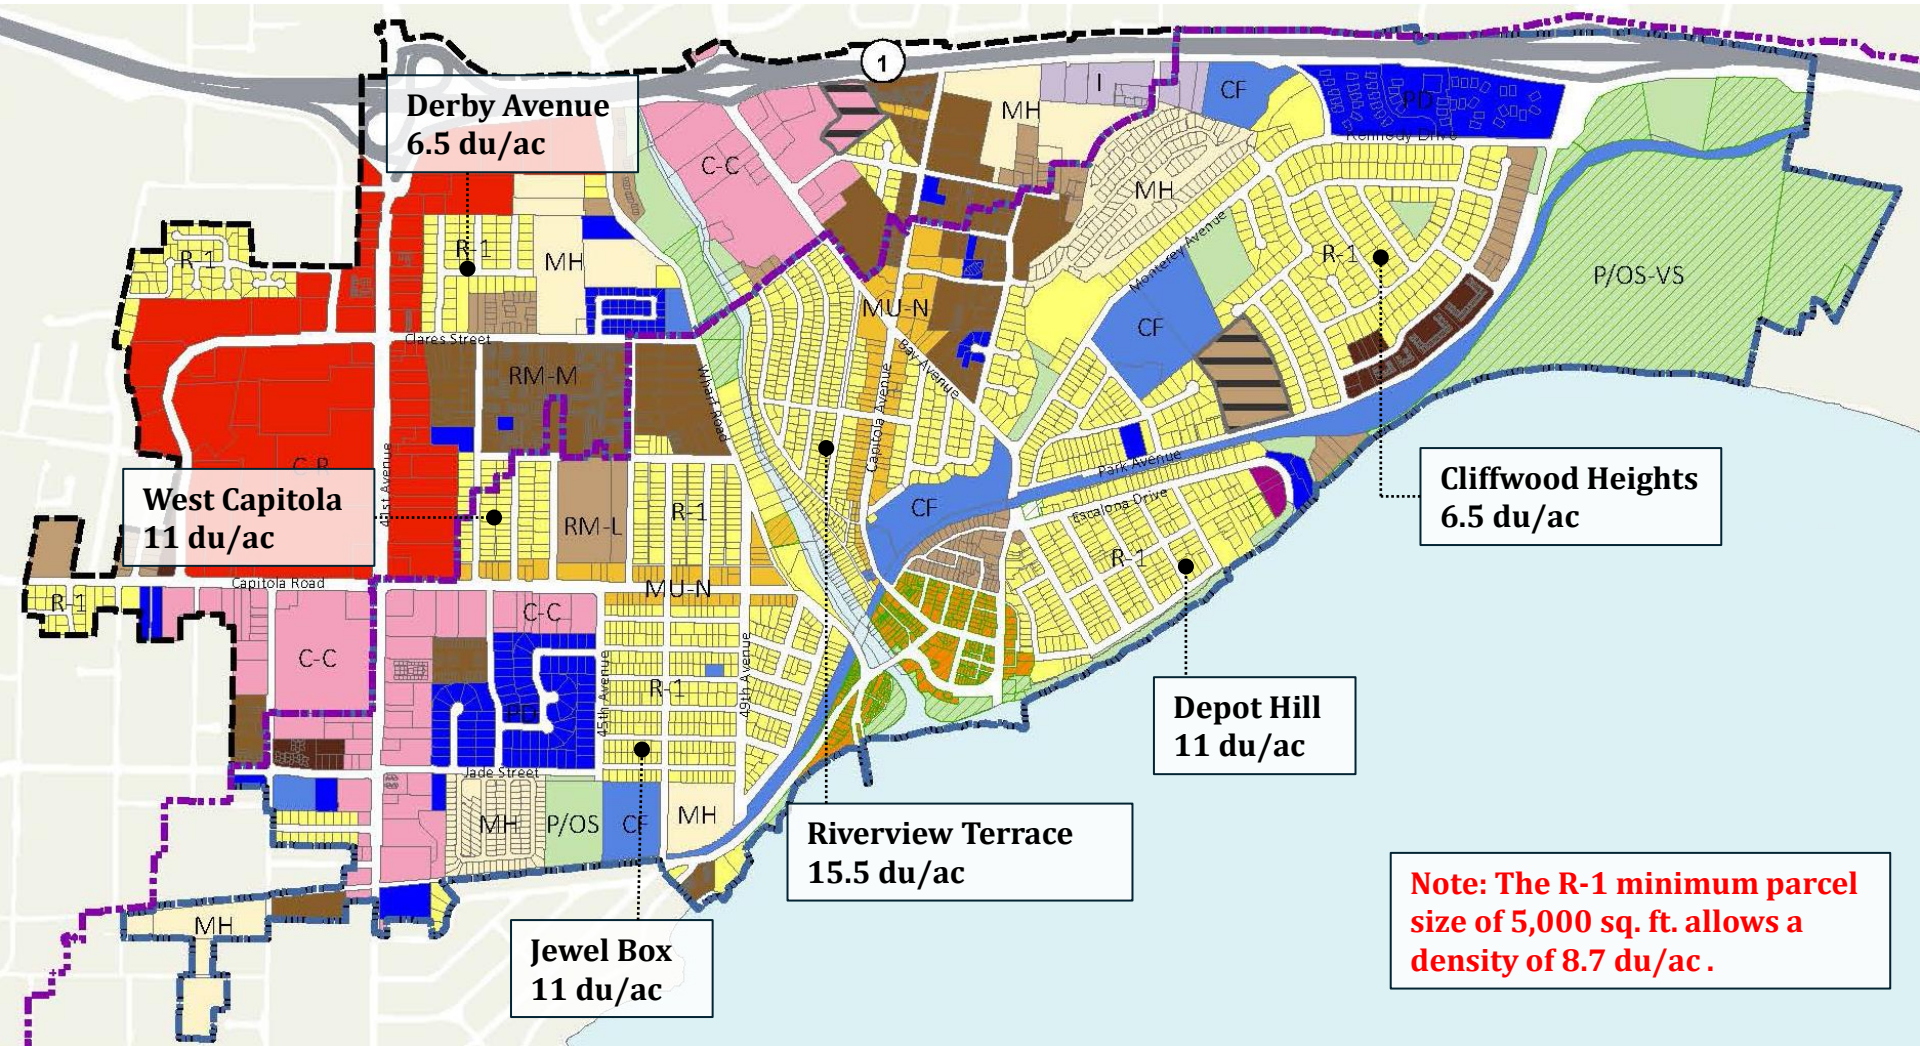 1
Derby Avenue
6.5 du/ac
MH
I
CF
PD
Kennedy Drive
C-C
MH
R-1
R-1
MH
Monterey Avenue
R-1
P/OS-VS
MU-N
CF
Clares Street
Bay Avenue
RM-M
Wharf Road
Capitola Avenue
C-R
41st Avenue
West Capitola
11 du/ac
Park Avenue
Cliffwood Heights
6.5 du/ac
RM-L
R-1
CF
Escalona Drive
R-1
Capitola Road
MU-N
R-1
C-C
C-C
45th Avenue
49th Avenue
R-1
PD
Depot Hill
11 du/ac
Jade Street
MH
P/OS
CF
MH
Riverview Terrace
15.5 du/ac
MH
Jewel Box
11 du/ac
Note: The R-1 minimum parcel
size of 5,000 sq. ft. allows a
density of 8.7 du/ac .